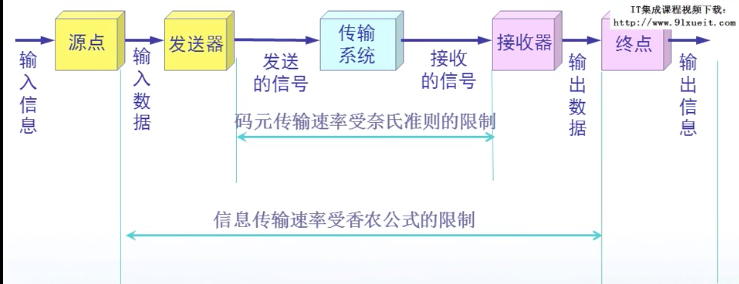 IT集成课程视频下载:
http://www.91xueit.com
源点
发送器
传输
系统
接收器
终点
输入信息
输入数据
发送
的信号
接收
的信号
输出数据
输出信息
码元传输速率受奈氏准则的限制
信息传输速率受香农公式的限制